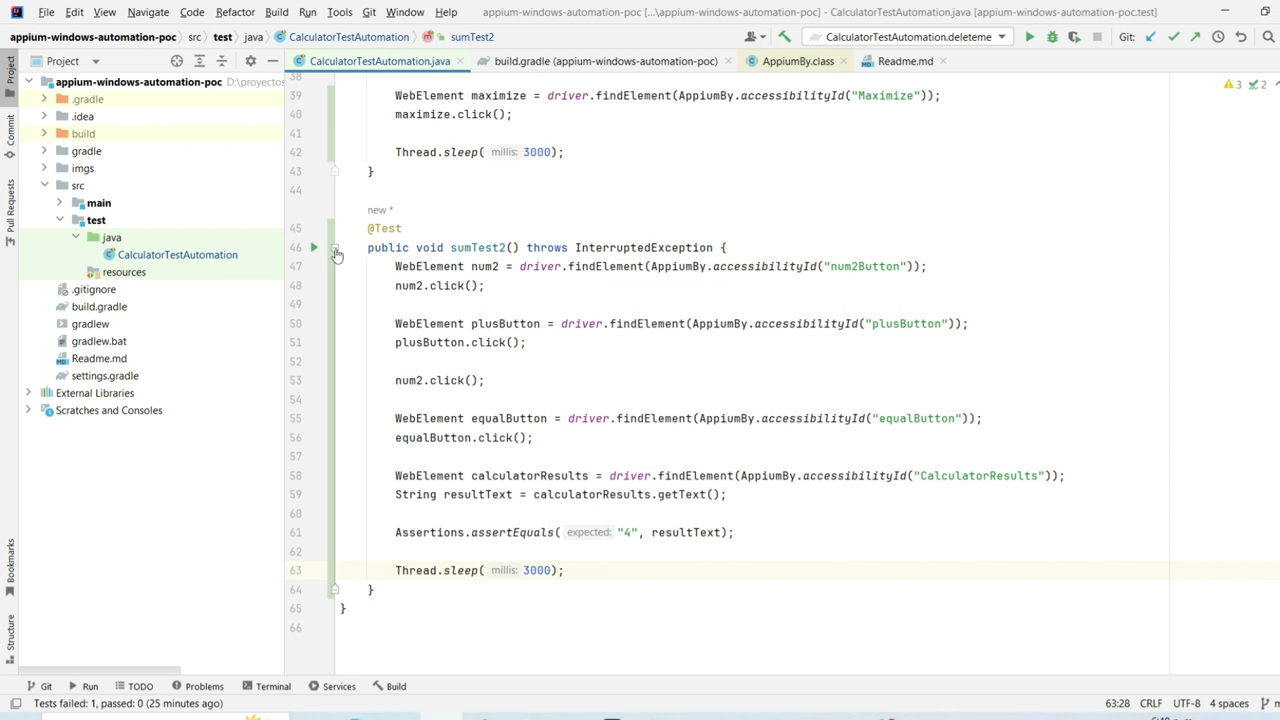 File Edit View Navigate Code Refactor Build Run Tools Git Window Help appium-windows-automation-poc [...\appium-windows-automation-poc] - CalculatorTestAutomation.java [appium-windows-automation-poc.test]
appium-windows-automation-poc src test java CalculatorTestAutomation sumTest2 CalculatorTestAutomation.deleteme Git:
Project CalculatorTestAutomation.java build.gradle (appium-windows-automation-poc) AppiumBy.class Readme.md
Project
Commit
Pull Requests
Bookmarks
Structure
appium-windows-automation-poc D:\proyectos
.gradle
.idea
build
gradle
imgs
src
main
test
java
CalculatorTestAutomation
resources
.gitignore
build.gradle
gradlew
gradlew.bat
Readme.md
settings.gradle
External Libraries
Scratches and Consoles
3 2
38
39 WebElement maximize = driver.findElement(AppiumBy.accessibilityId("Maximize"));
40 maximize.click();
41
42 Thread.sleep( millis: 3000);
43 }
44
new *
45 @Test
46 public void sumTest2() throws InterruptedException {
47 WebElement num2 = driver.findElement(AppiumBy.accessibilityId("num2Button"));
48 num2.click();
49
50 WebElement plusButton = driver.findElement(AppiumBy.accessibilityId("plusButton"));
51 plusButton.click();
52
53 num2.click();
54
55 WebElement equalButton = driver.findElement(AppiumBy.accessibilityId("equalButton"));
56 equalButton.click();
57
58 WebElement calculatorResults = driver.findElement(AppiumBy.accessibilityId("CalculatorResults"));
59 String resultText = calculatorResults.getText();
60
61 Assertions.assertEquals( expected: "4", resultText);
62
63 Thread.sleep( millis: 3000);
64 }
65 }
66
Git Run TODO Problems Terminal Services Build
Tests failed: 1, passed: 0 (25 minutes ago) 63:28 CRLF UTF-8 4 spaces